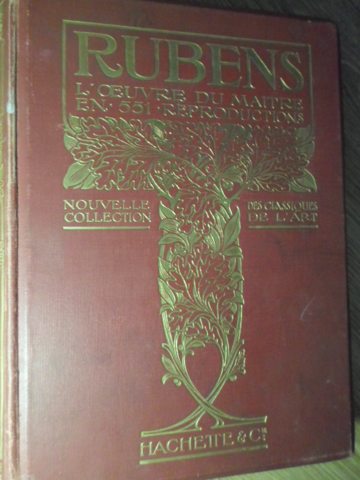 RUBENS
L'ŒUVRE DU MAITRE
EN · 551 · REPRODUCTIONS
NOUVELLE
COLLECTION
DES CLASSIQUES
DE L'ART
HACHETTE & Cie